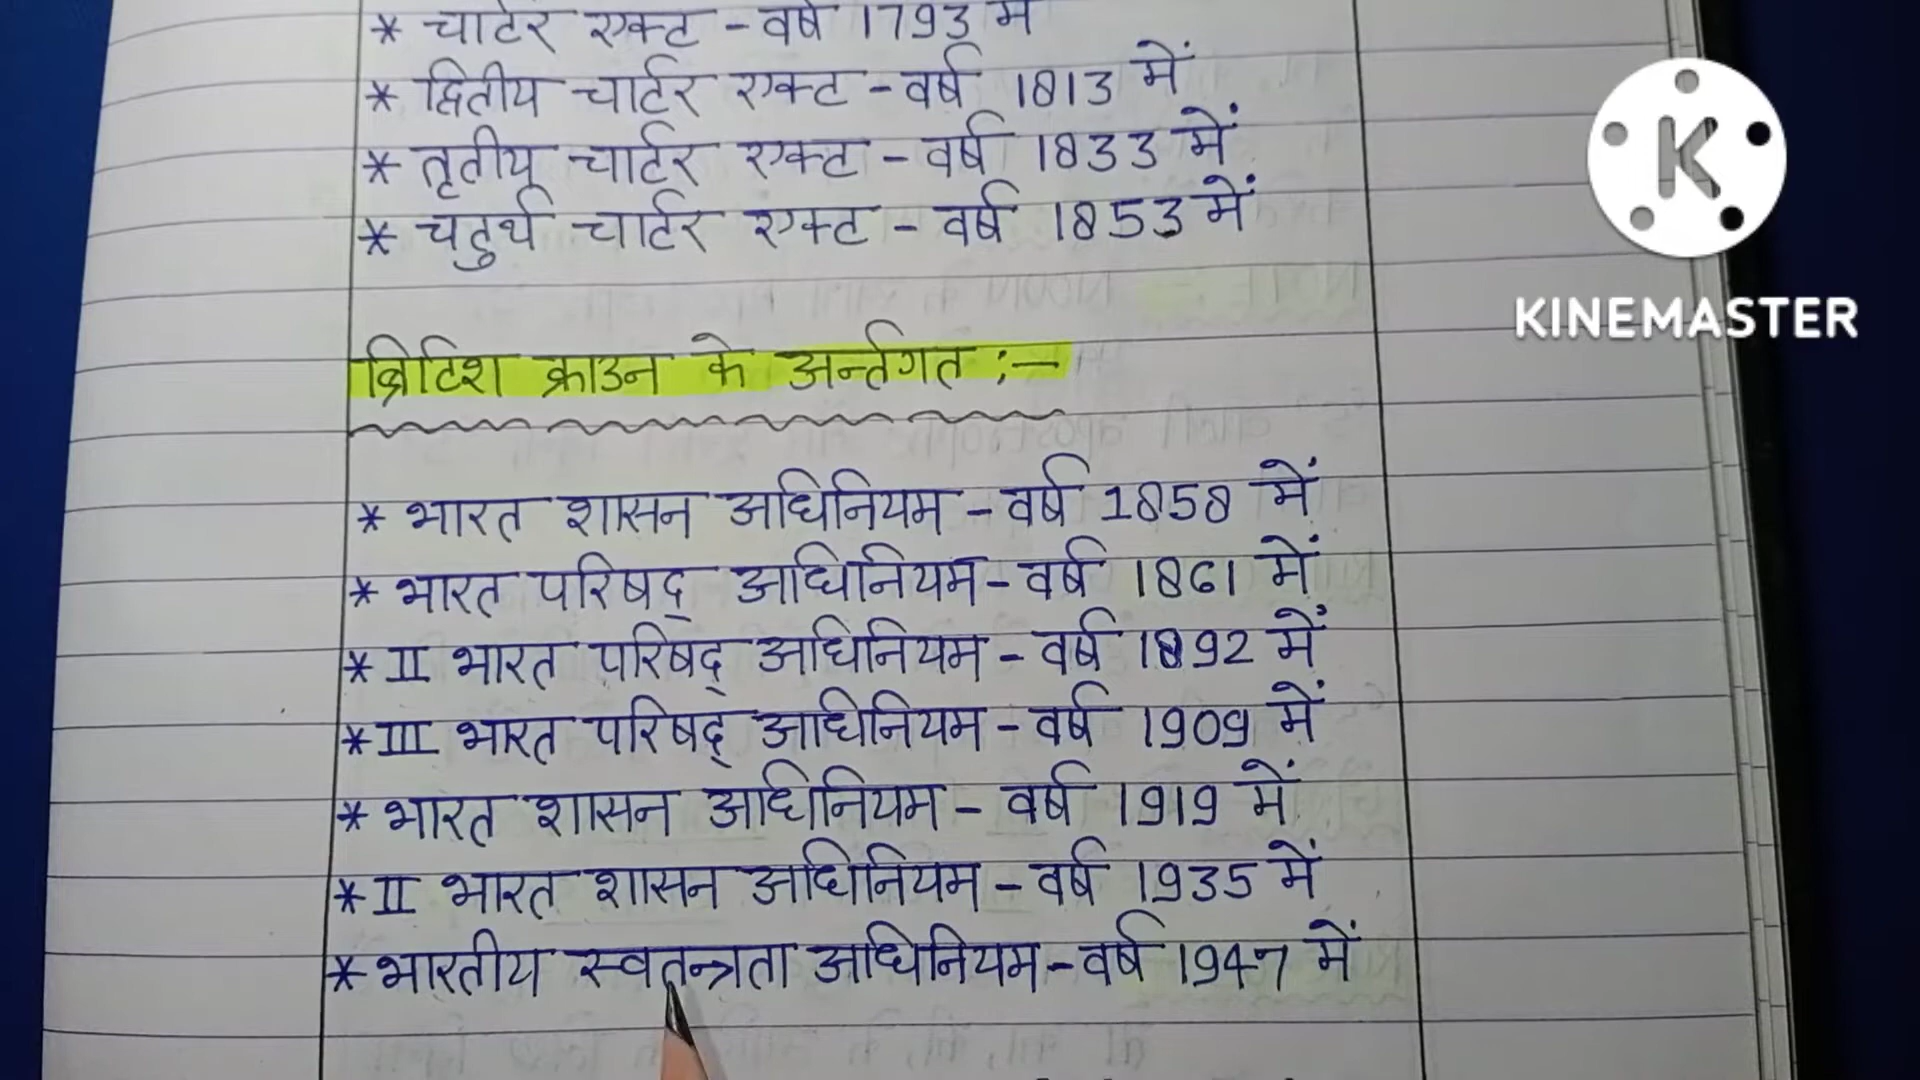 * चार्टर एक्ट - वर्ष 1793 में
* द्वितीय चार्टर एक्ट - वर्ष 1813 में
* तृतीय चार्टर एक्ट - वर्ष 1833 में
* चतुर्थ चार्टर एक्ट - वर्ष 1853 में
ब्रिटिश क्राउन के अर्न्तगत :-
* भारत शासन अधिनियम - वर्ष 1858 में
* भारत परिषद् अधिनियम - वर्ष 1861 में
* II भारत परिषद् अधिनियम - वर्ष 1892 में
* III भारत परिषद् अधिनियम - वर्ष 1909 में
* भारत शासन अधिनियम - वर्ष 1919 में
* II भारत शासन अधिनियम - वर्ष 1935 में
* भारतीय स्वतन्त्रता अधिनियम - वर्ष 1947 में
K
KINEMASTER